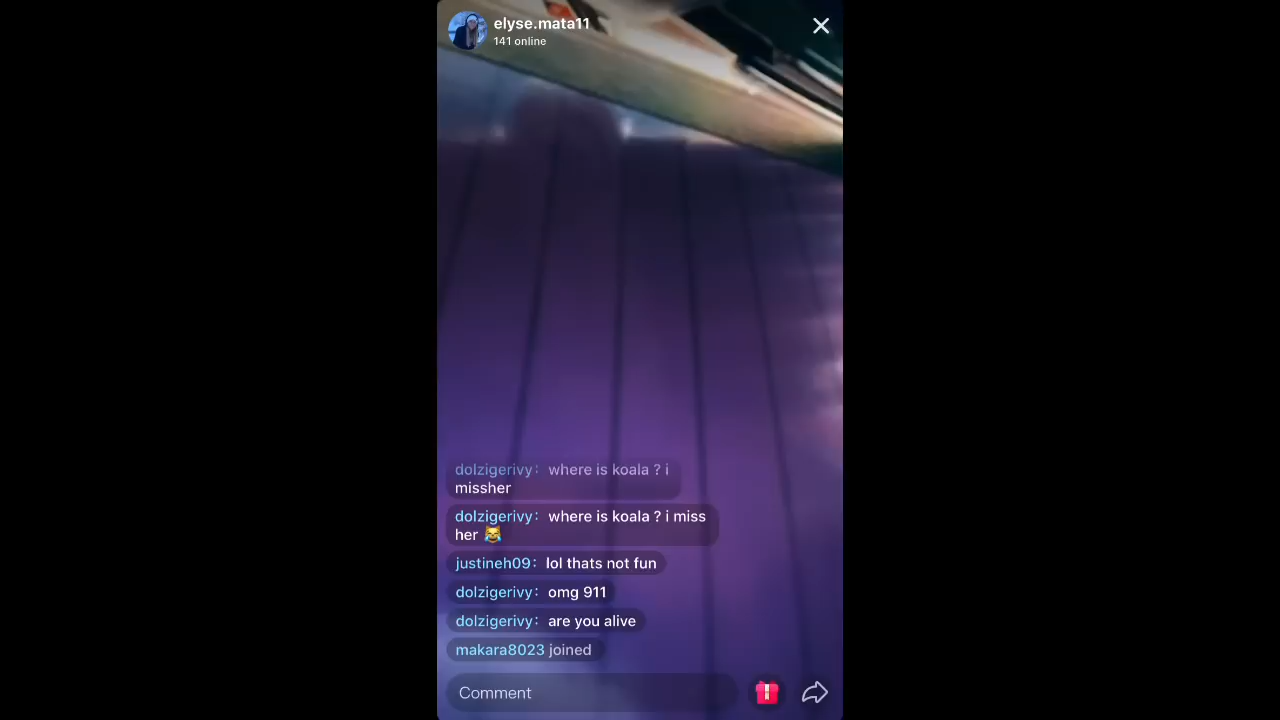 elyse.mata11
141 online
dolzigerivy: where is koala ? i
missher
dolzigerivy: where is koala ? i miss
her 😹
justineh09: lol thats not fun
dolzigerivy: omg 911
dolzigerivy: are you alive
makara8023 joined
Comment